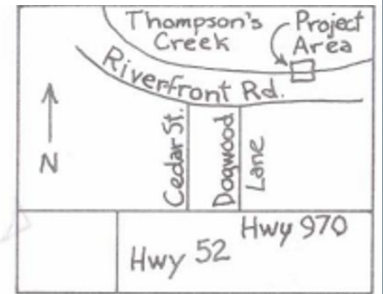 Thompson's
Creek
Project
Area
Riverfront Rd.
N
Cedar St.
Dogwood
Lane
Hwy 970
Hwy 52